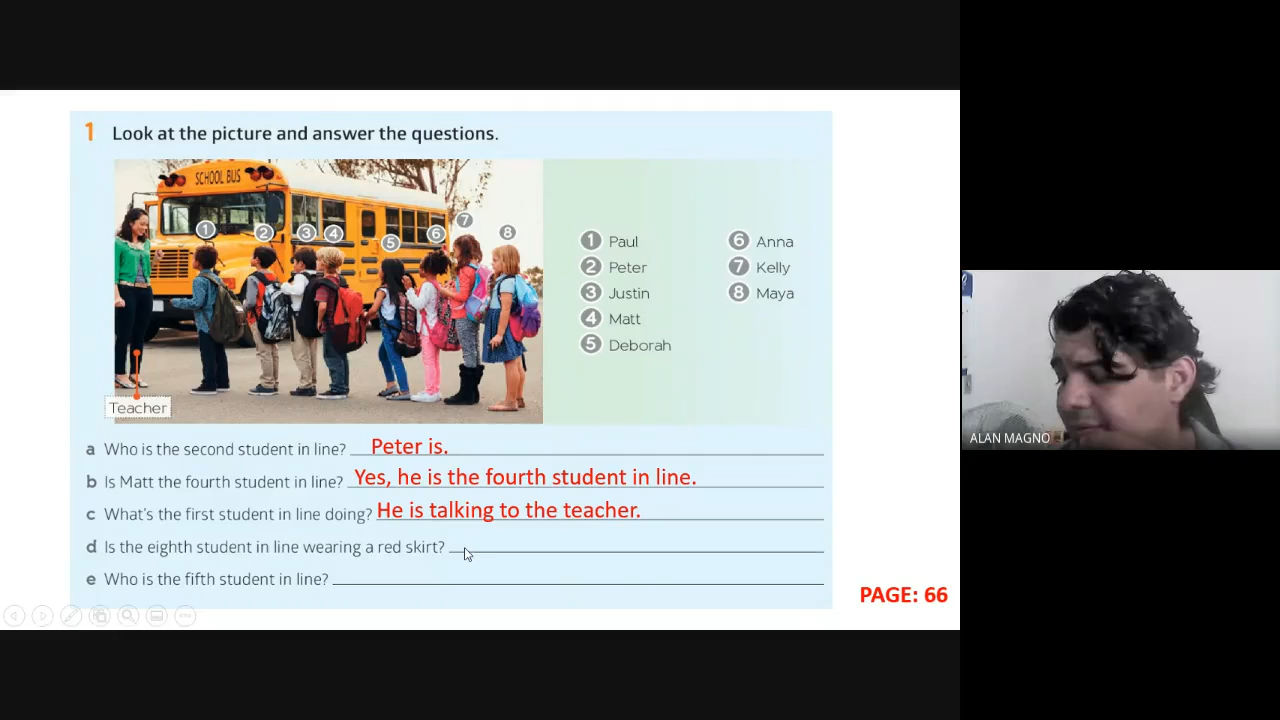 1 Look at the picture and answer the questions.
SCHOOL BUS
1
2
3
4
5
6
7
8
1 Paul
2 Peter
3 Justin
4 Matt
5 Deborah
6 Anna
7 Kelly
8 Maya
Teacher
a Who is the second student in line? Peter is.
b Is Matt the fourth student in line? Yes, he is the fourth student in line.
c What's the first student in line doing? He is talking to the teacher.
d Is the eighth student in line wearing a red skirt?
e Who is the fifth student in line?
PAGE: 66
ALAN MAGNO